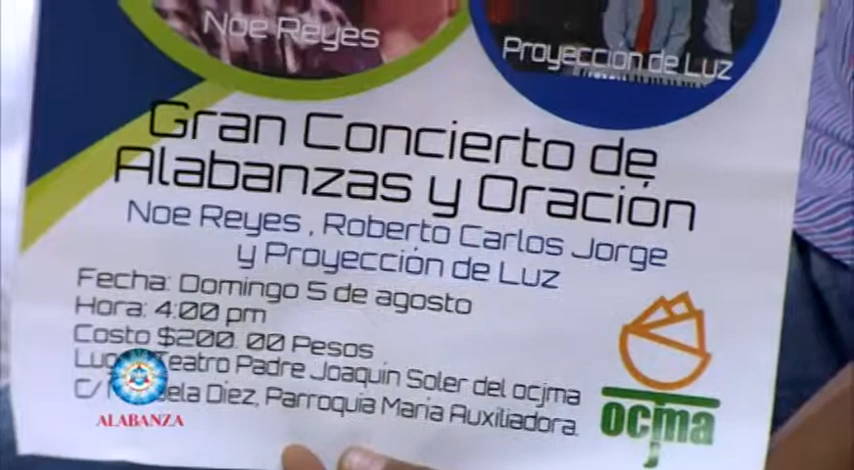 Noe Reyes
Proyección de Luz
Gran Concierto de
Alabanzas y Oración
Noe Reyes , Roberto Carlos Jorge
y Proyección de Luz
Fecha: Domingo 5 de agosto
Hora: 4:00 pm
Costo $200.00 Pesos
Teatro Padre Joaquin Soler del ocjma
C/ Diez, Parroquia María Auxiliadora.
ALABANZA
ocjma